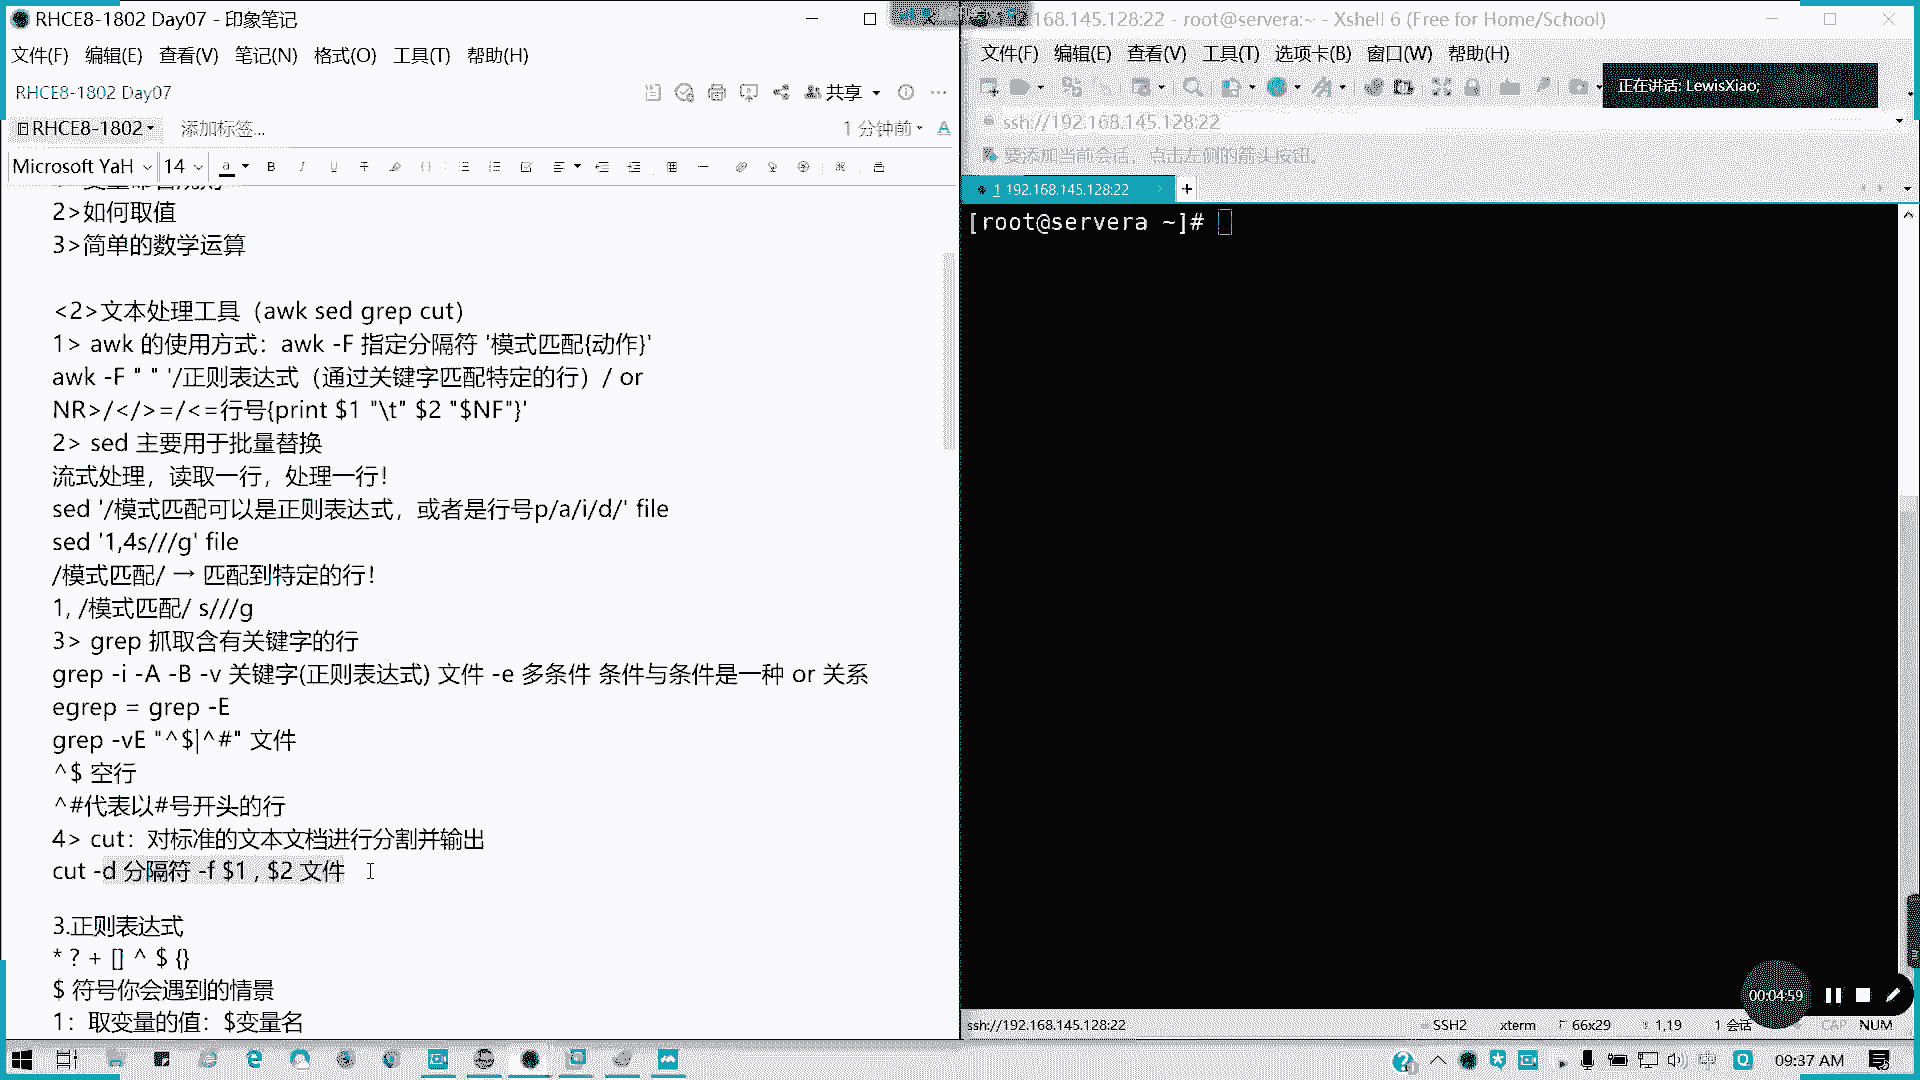 RHCE8-1802 Day07 - 印象笔记
文件(F) 编辑(E) 查看(V) 笔记(N) 格式(O) 工具(T) 帮助(H)
RHCE8-1802 Day07
共享
RHCE8-1802 添加标签...
1 分钟前
Microsoft YaH 14
2>如何取值
3>简单的数学运算
<2>文本处理工具（awk sed grep cut）
1> awk 的使用方式：awk -F 指定分隔符 '模式匹配{动作}'
awk -F " " '/正则表达式（通过关键字匹配特定的行）/ or
NR>/</>=/<=行号{print $1 "\t" $2 "$NF"}'
2> sed 主要用于批量替换
流式处理，读取一行，处理一行！
sed '/模式匹配可以是正则表达式，或者是行号p/a/i/d/' file
sed '1,4s///g' file
/模式匹配/ → 匹配到特定的行！
1, /模式匹配/ s///g
3> grep 抓取含有关键字的行
grep -i -A -B -v 关键字(正则表达式) 文件 -e 多条件 条件与条件是一种 or 关系
egrep = grep -E
grep -vE "^$|^#" 文件
^$ 空行
^#代表以#号开头的行
4> cut：对标准的文本文档进行分割并输出
cut -d 分隔符 -f $1 , $2 文件
3.正则表达式
* ? + [] ^ $ {}
$ 符号你会遇到的情景
1：取变量的值：$变量名
168.145.128:22 - root@servera:~ - Xshell 6 (Free for Home/School)
文件(F) 编辑(E) 查看(V) 工具(T) 选项卡(B) 窗口(W) 帮助(H)
正在讲话: LewisXiao;
ssh://192.168.145.128:22
要添加当前会话，点击左侧的箭头按钮。
1 192.168.145.128:22
[root@servera ~]#
00:04:59
ssh://192.168.145.128:22 SSH2 xterm 66x29 1,19 1 会话 CAP NUM
09:37 AM